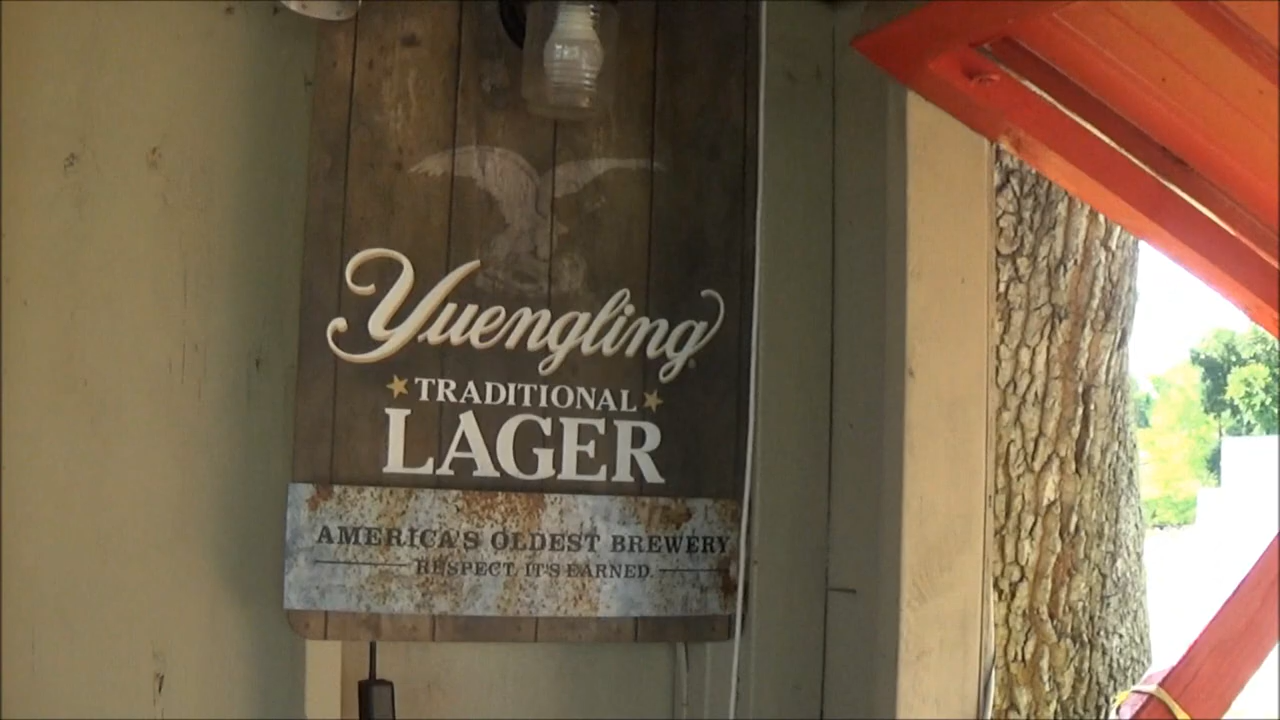 Yuengling
TRADITIONAL
LAGER
AMERICA'S OLDEST BREWERY
RESPECT. IT'S EARNED.